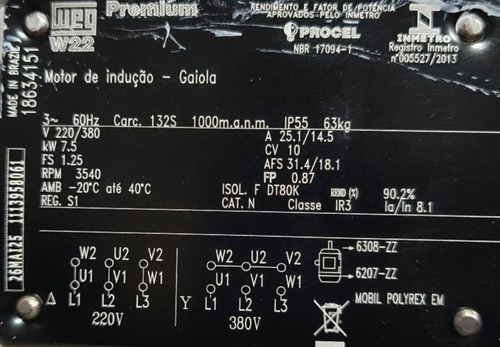 WEG
W22
Premium
RENDIMENTO E FATOR DE POTÊNCIA
APROVADOS PELO INMETRO
PROCEL
NBR 17094-1
INMETRO
Registro Inmetro
n°005527/2013
MADE IN BRAZIL
18634151
Motor de indução - Gaiola
3~ 60Hz Carc. 132S 1000m.a.n.m. IP55 63kg
V 220/380 A 25.1/14.5
kW 7.5 CV 10
FS 1.25 AFS 31.4/18.1
RPM 3540 FP 0.87
AMB -20°C até 40°C ISOL. F DT80K REND (%) 90.2%
REG. S1 CAT. N Classe IR3 Ia/In 8.1
26MAI25 1113958061
W2 U2 V2
U1 V1 W1
L1 L2 L3
Δ 220V
W2 U2 V2
U1 V1 W1
L1 L2 L3
Y 380V
6308-ZZ
6207-ZZ
MOBIL POLYREX EM